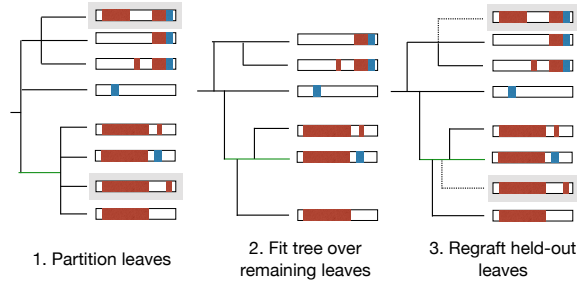 1. Partition leaves
2. Fit tree over
remaining leaves
3. Regraft held-out
leaves